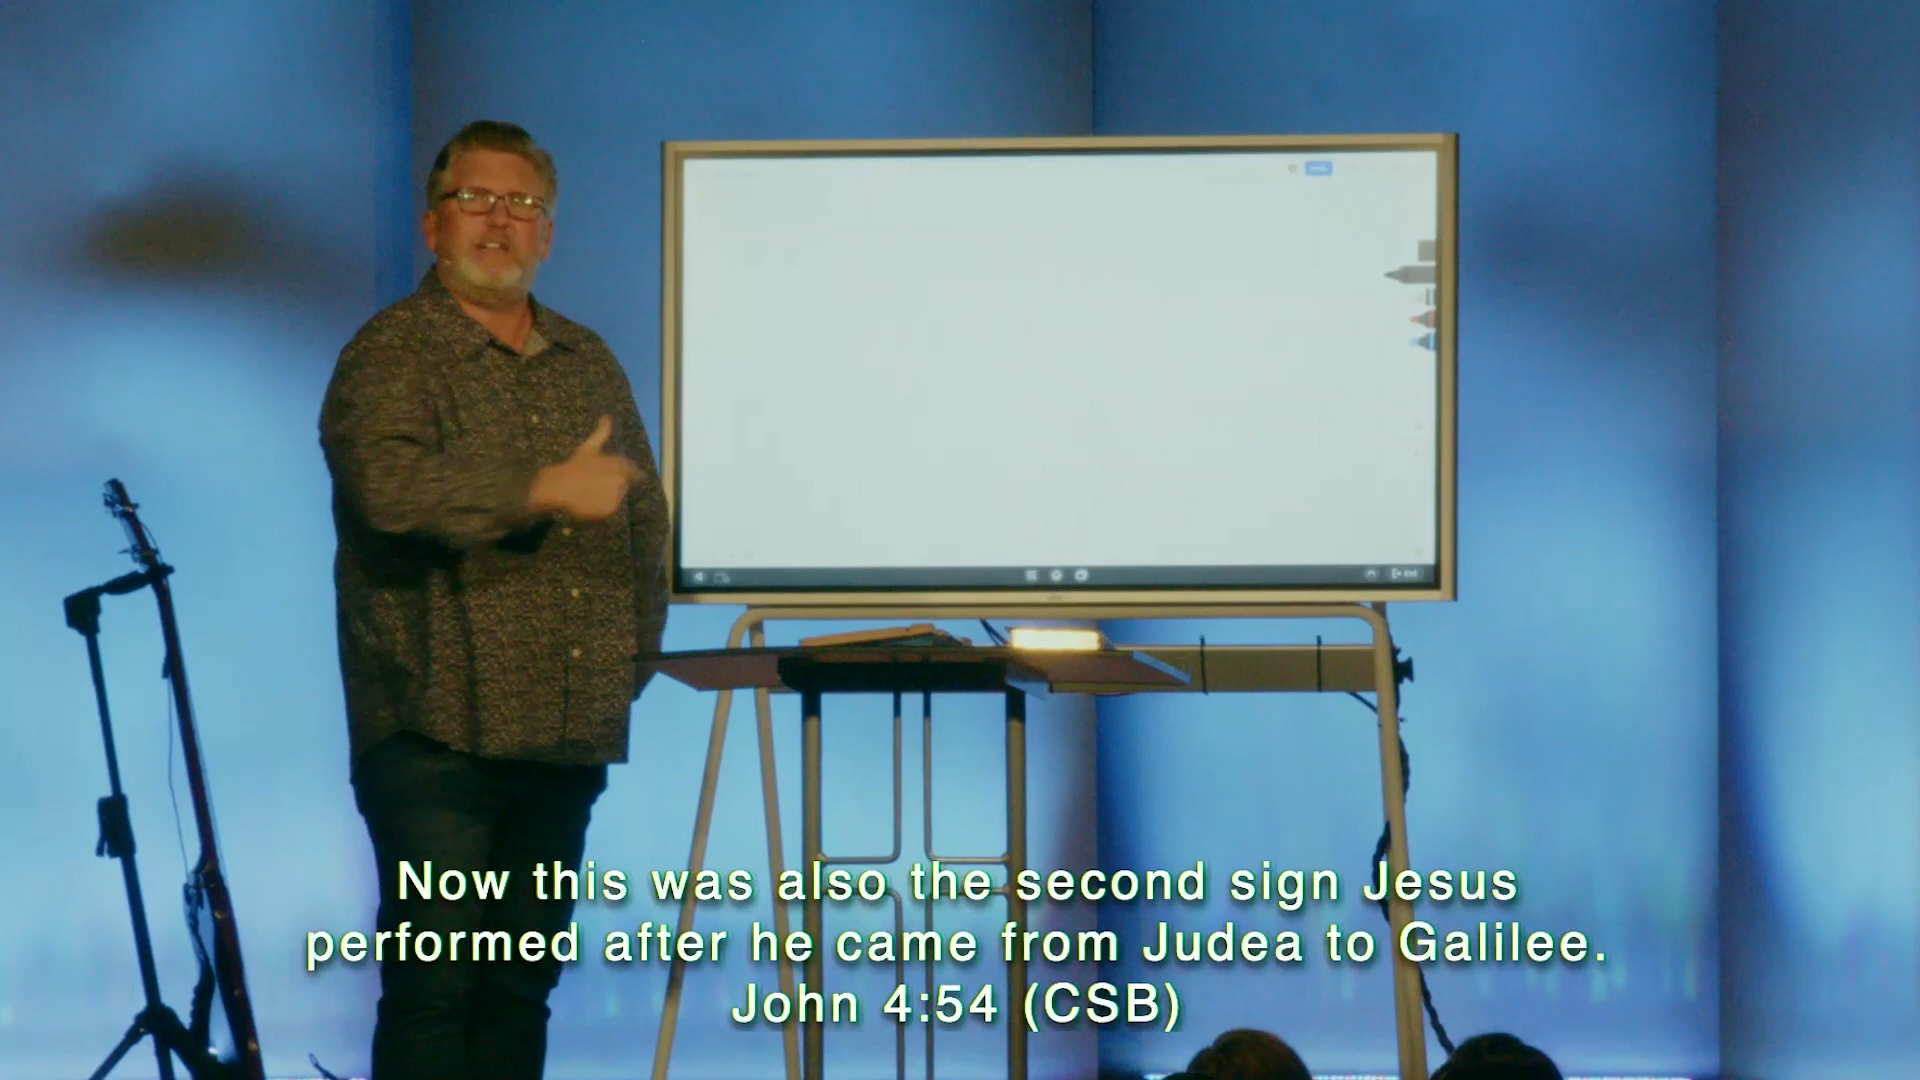 Now this was also the second sign Jesus
performed after he came from Judea to Galilee.
John 4:54 (CSB)